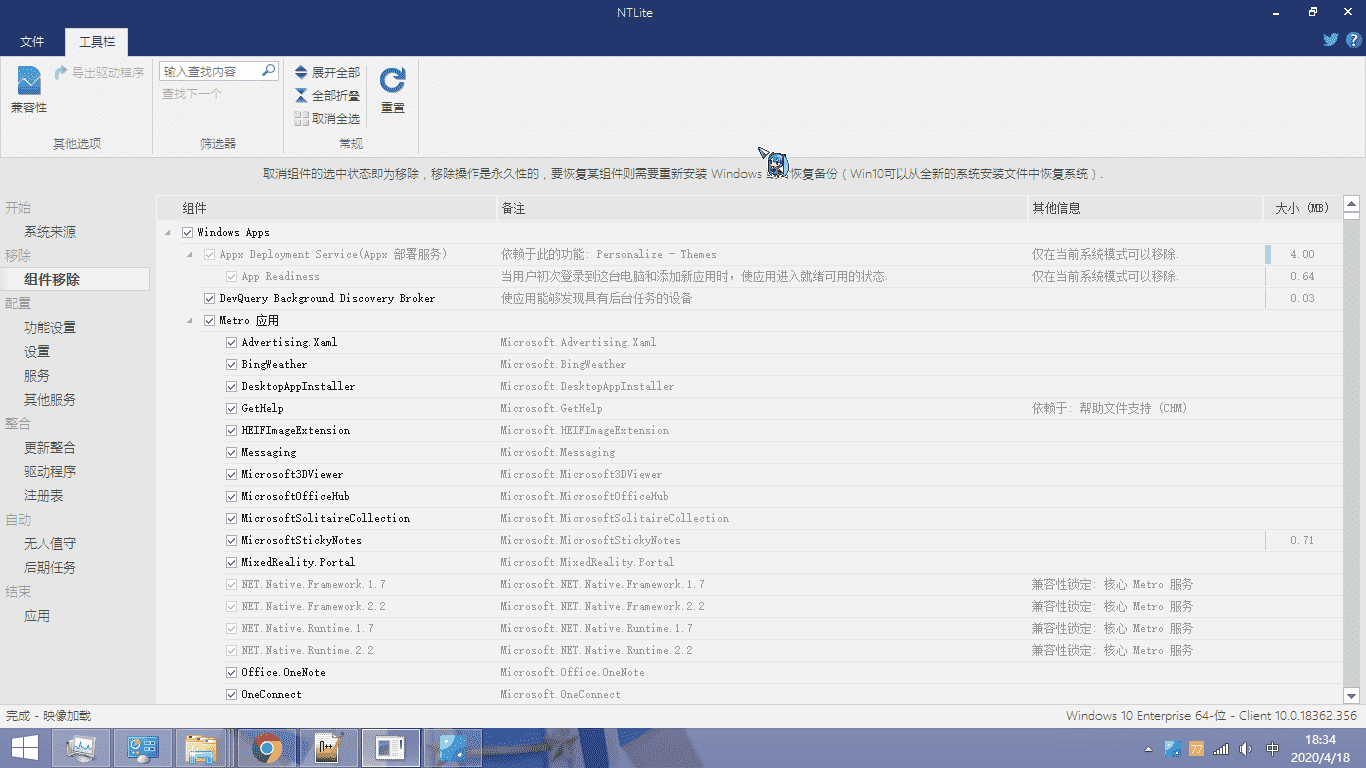 NTLite
文件 工具栏
兼容性
导出驱动程序
其他选项
输入查找内容
查找下一个
筛选器
展开全部
全部折叠
取消全选
常规
重置
取消组件的选中状态即为移除，移除操作是永久性的，要恢复某组件则需要重新安装 Windows 恢复备份（Win10可以从全新的系统安装文件中恢复系统）.
开始
系统来源
移除
组件移除
配置
功能设置
设置
服务
其他服务
整合
更新整合
驱动程序
注册表
自动
无人值守
后期任务
结束
应用
组件 备注 其他信息 大小 (MB)
Windows Apps
Appx Deployment Service(Appx 部署服务) 依赖于此的功能: Personalize - Themes 仅在当前系统模式可以移除. 4.00
App Readiness 当用户初次登录到这台电脑和添加新应用时, 使应用进入就绪可用的状态. 仅在当前系统模式可以移除. 0.64
DevQuery Background Discovery Broker 使应用能够发现具有后台任务的设备 0.03
Metro 应用
Advertising.Xaml Microsoft.Advertising.Xaml
BingWeather Microsoft.BingWeather
DesktopAppInstaller Microsoft.DesktopAppInstaller
GetHelp Microsoft.GetHelp 依赖于: 帮助文件支持 (CHM)
HEIFImageExtension Microsoft.HEIFImageExtension
Messaging Microsoft.Messaging
Microsoft3DViewer Microsoft.Microsoft3DViewer
MicrosoftOfficeHub Microsoft.MicrosoftOfficeHub
MicrosoftSolitaireCollection Microsoft.MicrosoftSolitaireCollection
MicrosoftStickyNotes Microsoft.MicrosoftStickyNotes 0.71
MixedReality.Portal Microsoft.MixedReality.Portal
NET.Native.Framework.1.7 Microsoft.NET.Native.Framework.1.7 兼容性锁定: 核心 Metro 服务
NET.Native.Framework.2.2 Microsoft.NET.Native.Framework.2.2 兼容性锁定: 核心 Metro 服务
NET.Native.Runtime.1.7 Microsoft.NET.Native.Runtime.1.7 兼容性锁定: 核心 Metro 服务
NET.Native.Runtime.2.2 Microsoft.NET.Native.Runtime.2.2 兼容性锁定: 核心 Metro 服务
Office.OneNote Microsoft.Office.OneNote
OneConnect Microsoft.OneConnect
完成 - 映像加载 Windows 10 Enterprise 64-位 - Client 10.0.18362.356
77 中 18:34
2020/4/18